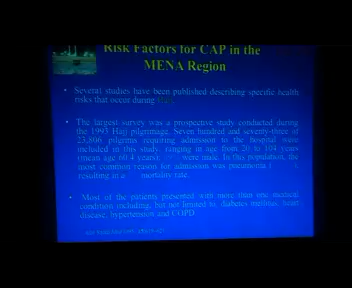 Risk Factors for CAP in the
MENA Region
• Several studies have been published describing specific health
risks that occur during
• The largest survey was a prospective study conducted during
the 1993 Hajj pilgrimage. Seven hundred and seventy-three of
23,806 pilgrims requiring admission to the hospital were
included in this study, ranging in age from 20 to 104 years
(mean age 60.4 years); were male. In this population, the
most common reason for admission was pneumonia
resulting in a mortality rate.
• Most of the patients presented with more than one medical
condition including, but not limited to, diabetes mellitus, heart
disease, hypertension and COPD.